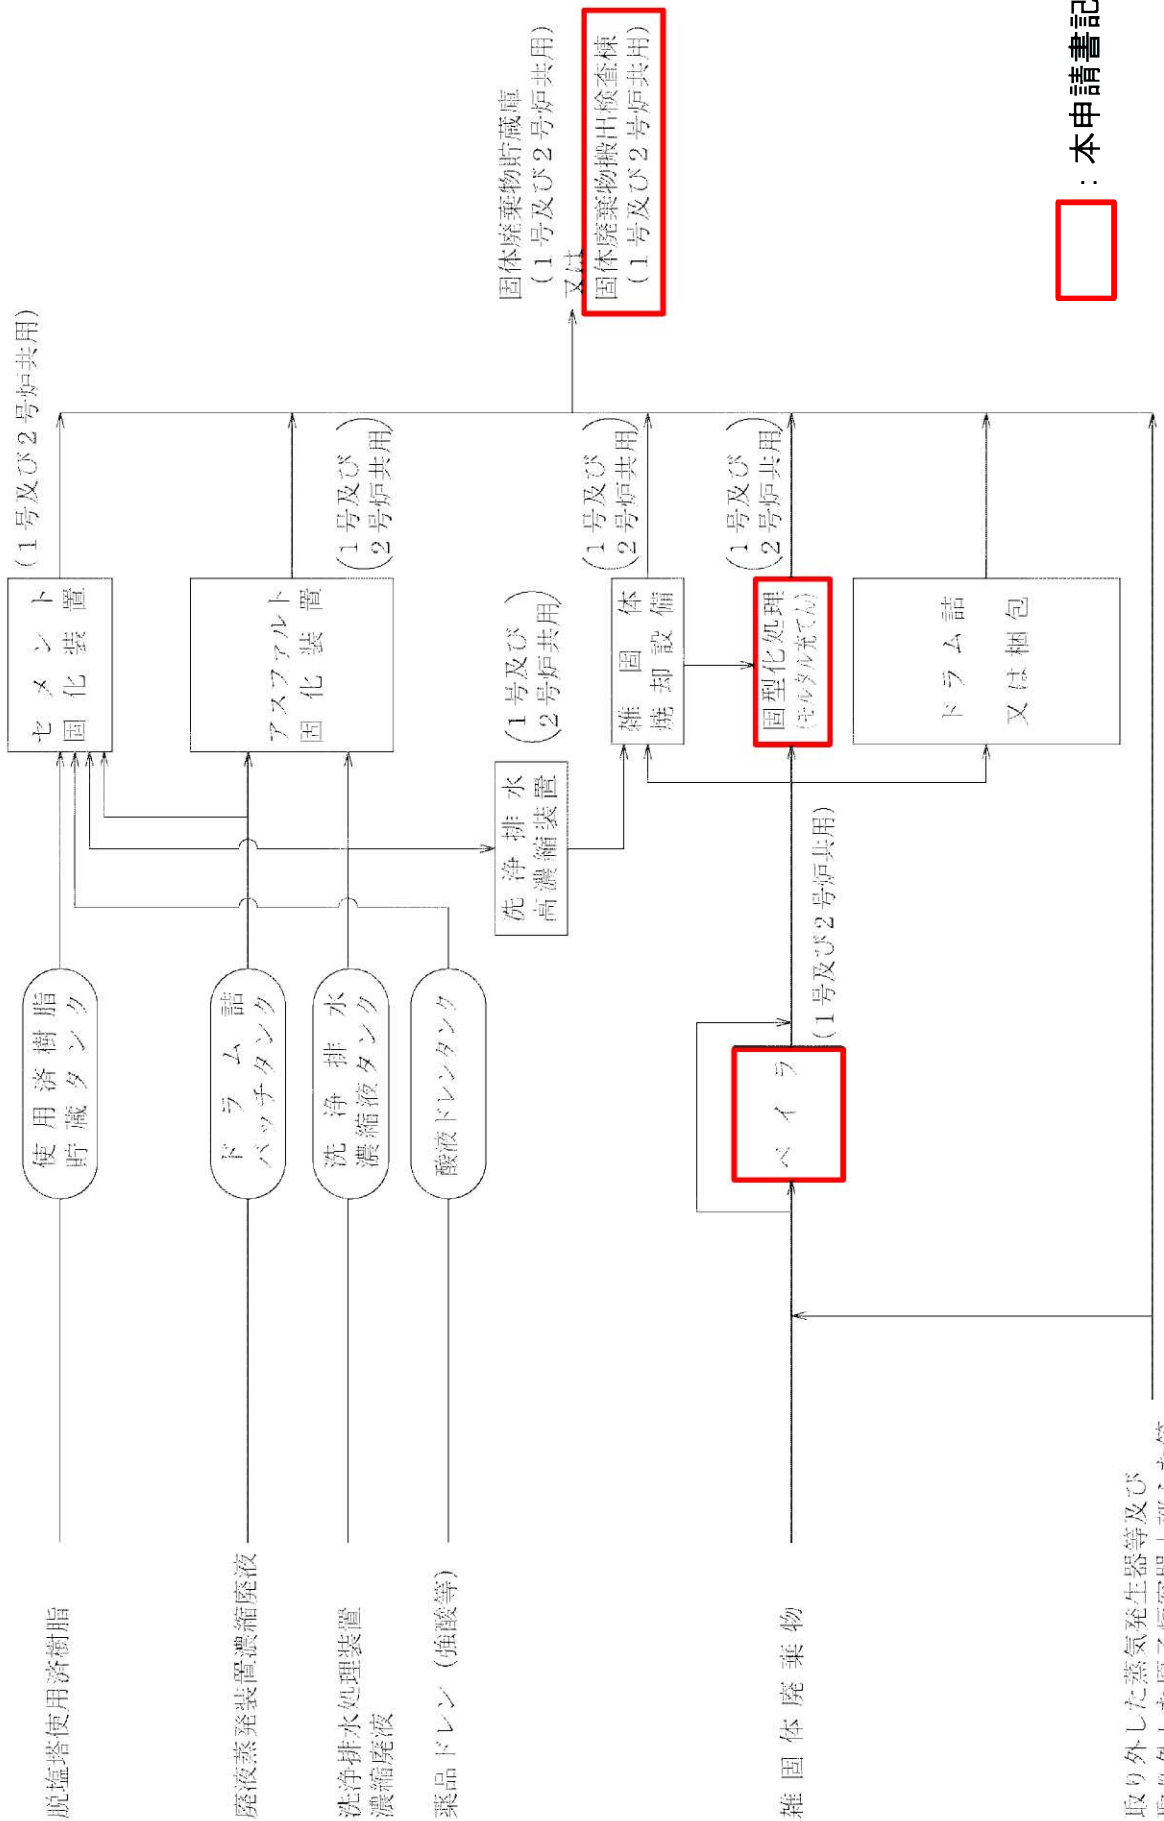 脱塩塔使用済樹脂
使用済樹脂
貯蔵タンク
セメント
固化装置
(1号及び2号炉共用)
廃液蒸発装置濃縮廃液
ドラム詰
バッチタンク
アスファルト
固化装置
(1号及び
2号炉共用)
洗浄排水処理装置
濃縮廃液
洗浄排水
濃縮液タンク
薬品ドレン (強酸等)
酸液ドレンタンク
洗浄排水
高濃縮装置
(1号及び
2号炉共用)
固体廃棄物貯蔵庫
(1号及び2号炉共用)
又は
固体廃棄物搬出検査棟
(1号及び2号炉共用)
雑固体
焼却設備
(1号及び
2号炉共用)
雑固体廃棄物
ベイラ
(1号及び2号炉共用)
固型化処理
(モルタル充てん)
(1号及び
2号炉共用)
ドラム詰
又は梱包
取り外した蒸気発生器等及び
: 本申請書記